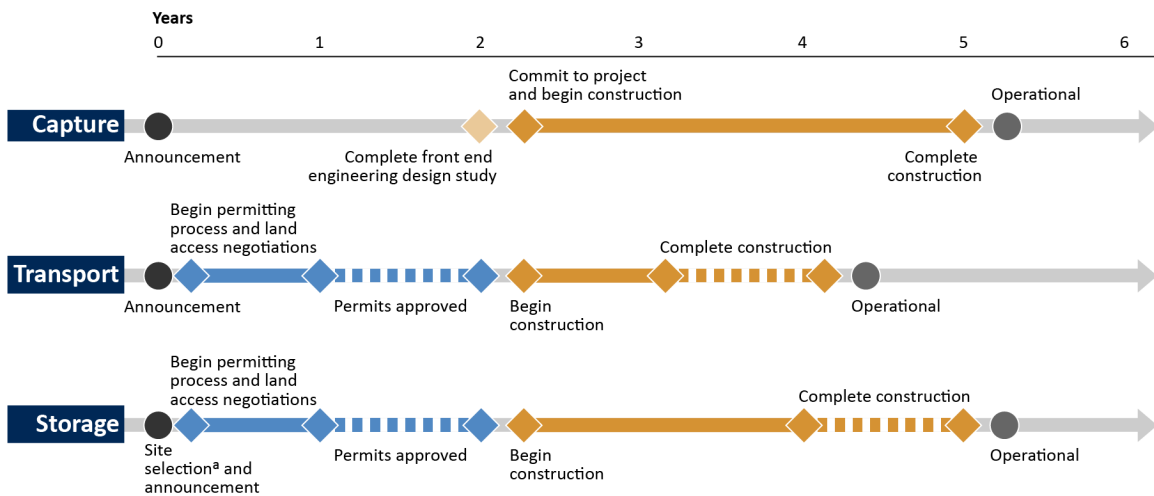 Years
0 1 2 3 4 5 6
Commit to project
and begin construction
Operational
Capture
Announcement
Complete front end
engineering design study
Complete
construction
Begin permitting
process and land
access negotiations
Complete construction
Transport
Announcement
Permits approved
Begin
construction
Operational
Begin permitting
process and land
access negotiations
Complete construction
Storage
Site
selectionª and
announcement
Permits approved
Begin
construction
Operational